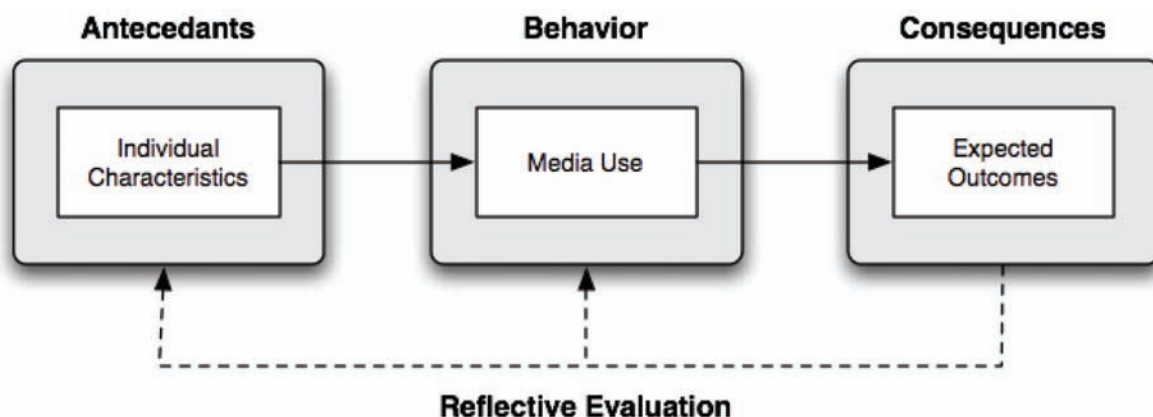 Antecedants
Behavior
Consequences
Individual
Characteristics
Media Use
Expected
Outcomes
Reflective Evaluation